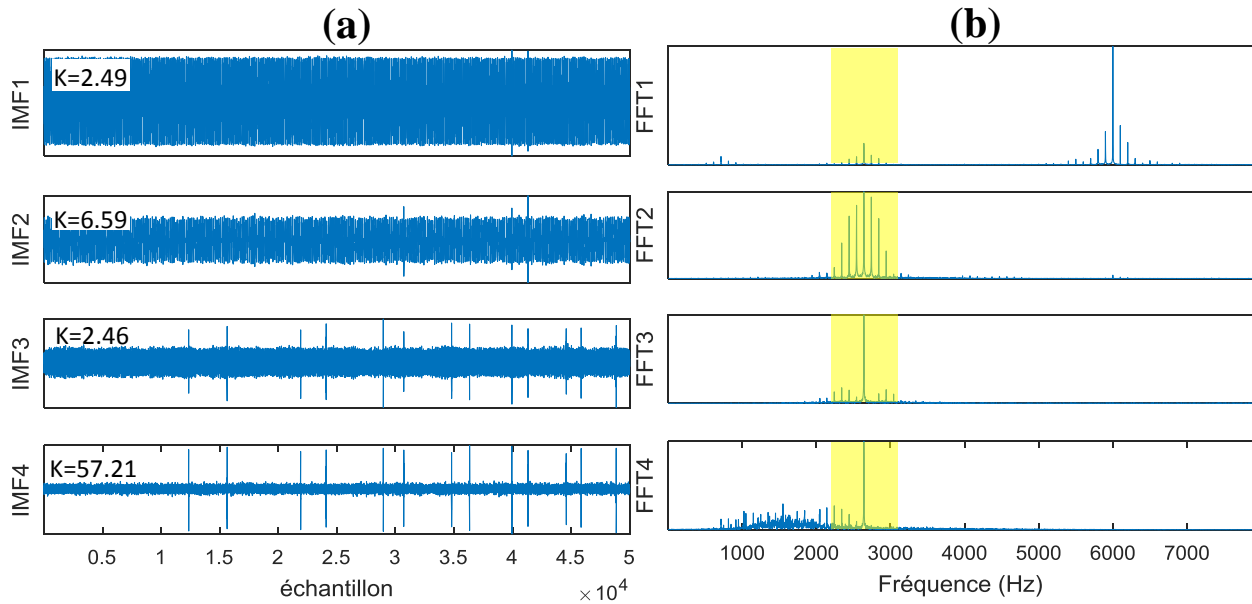 (a)
(b)
IMF1
K=2.49
FFT1
IMF2
K=6.59
FFT2
IMF3
K=2.46
FFT3
IMF4
K=57.21
FFT4
0.5 1 1.5 2 2.5 3 3.5 4 4.5 5
échantillon
×10⁴
1000 2000 3000 4000 5000 6000 7000
Fréquence (Hz)